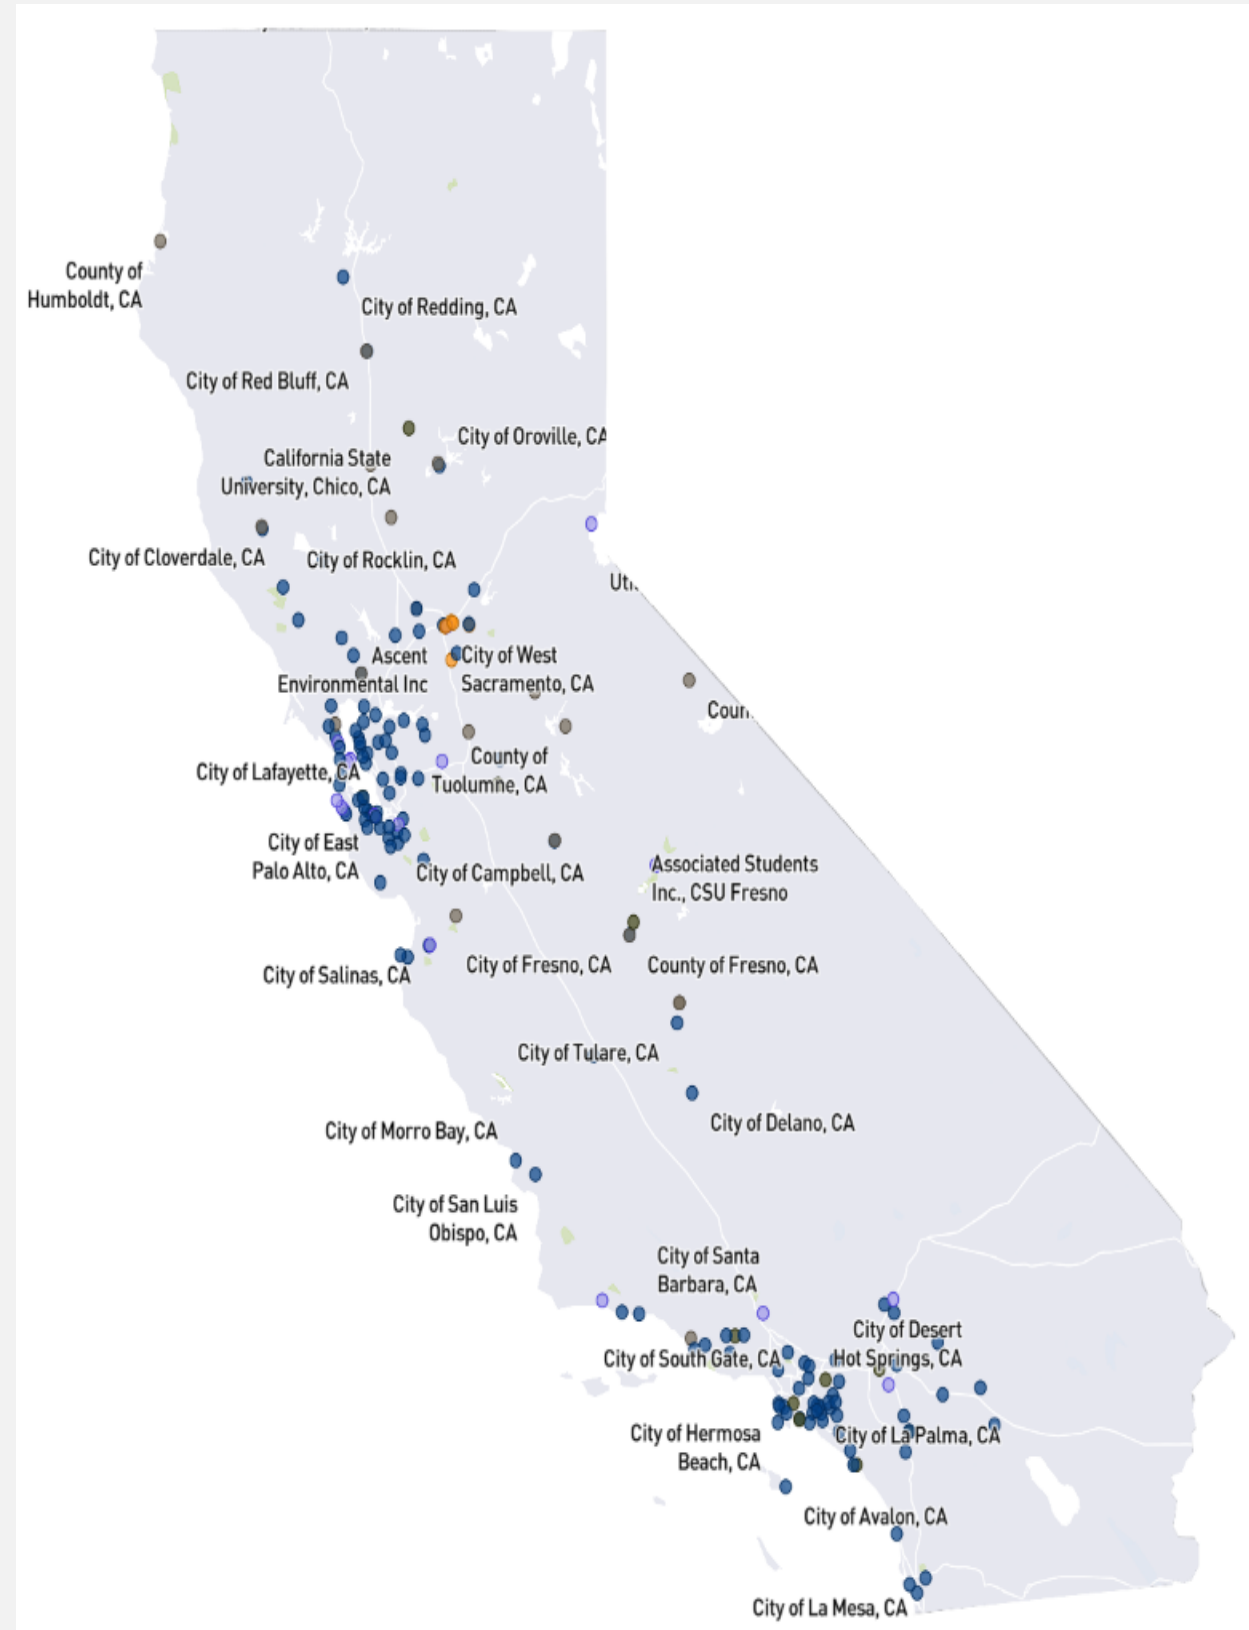 County of
Humboldt, CA
City of Redding, CA
City of Red Bluff, CA
City of Oroville, CA
California State
University, Chico, CA
City of Cloverdale, CA
City of Rocklin, CA
Ascent
Environmental Inc
City of West
Sacramento, CA
Coun
City of Lafayette, CA
County of
Tuolumne, CA
City of East
Palo Alto, CA
City of Campbell, CA
Associated Students
Inc., CSU Fresno
City of Salinas, CA
City of Fresno, CA
County of Fresno, CA
City of Tulare, CA
City of Delano, CA
City of Morro Bay, CA
City of San Luis
Obispo, CA
City of Santa
Barbara, CA
City of Desert
Hot Springs, CA
City of South Gate, CA
City of Hermosa
Beach, CA
City of La Palma, CA
City of Avalon, CA
City of La Mesa, CA